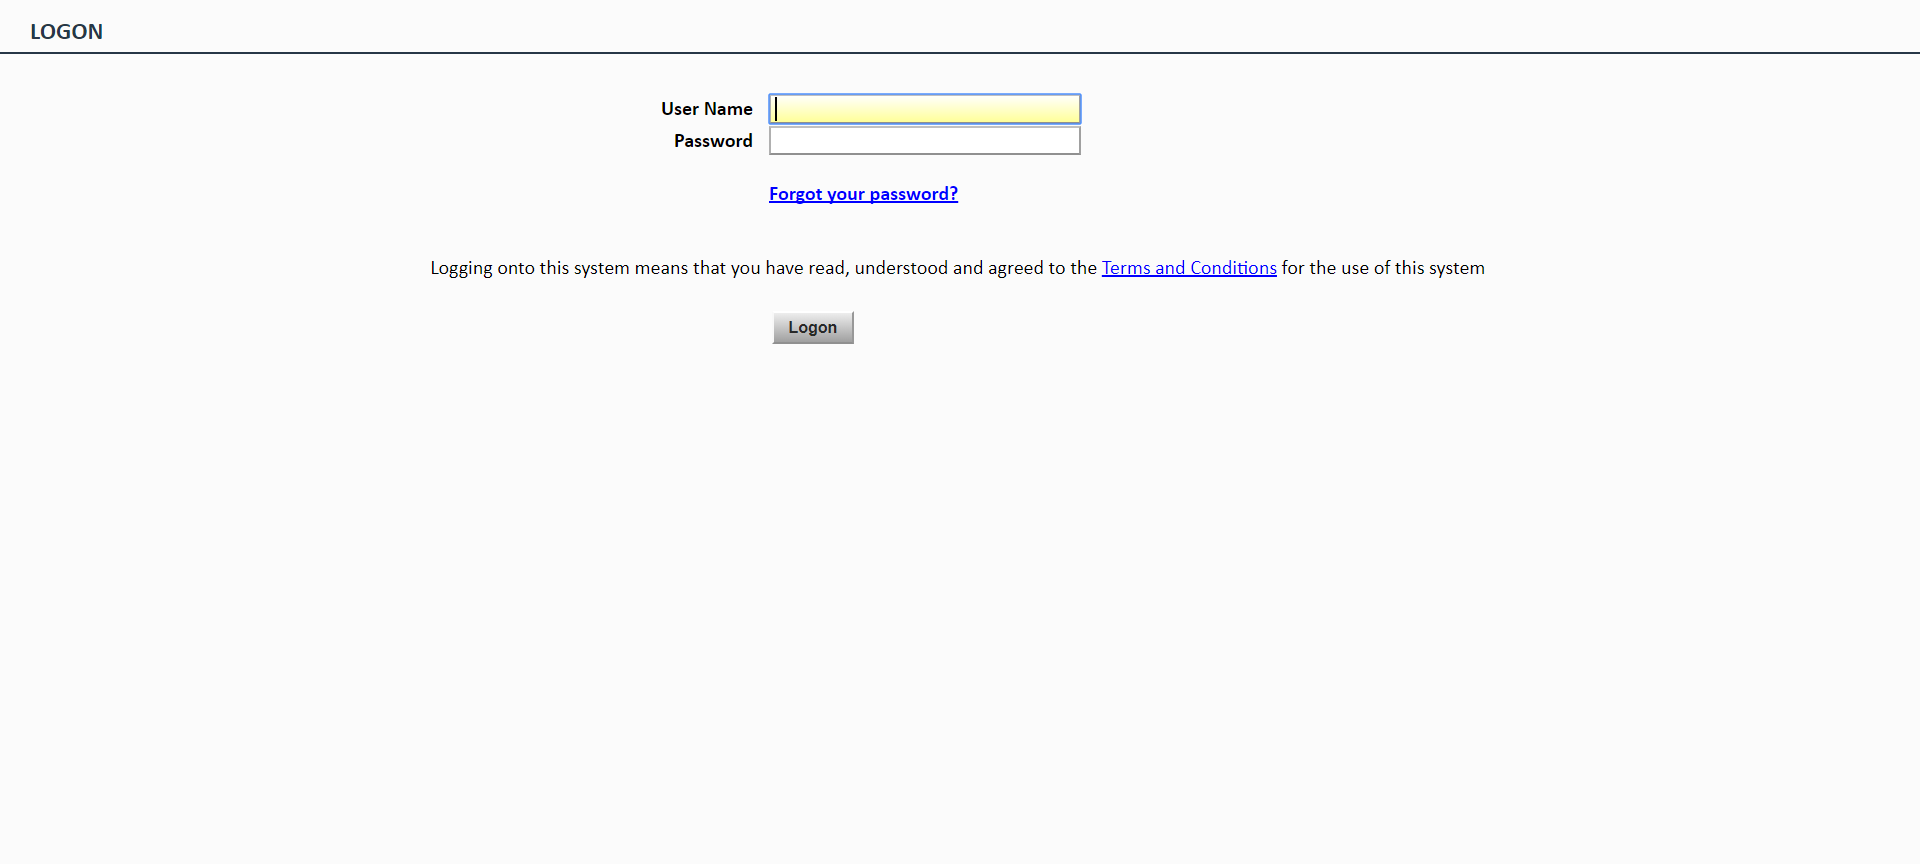 LOGON
User Name
Password
Forgot your password?
Logging onto this system means that you have read, understood and agreed to the Terms and Conditions for the use of this system
Logon